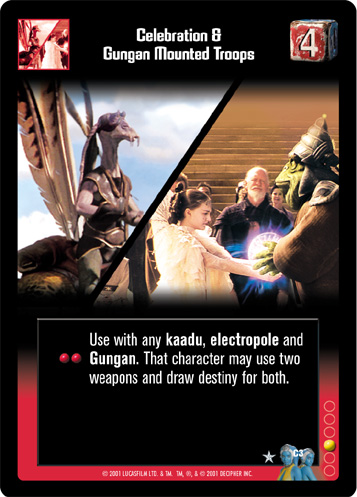 Celebration &
Gungan Mounted Troops
4
Use with any kaadu, electropole and
Gungan. That character may use two
weapons and draw destiny for both.
C3
© 2001 LUCASFILM LTD. & TM. TM, ®, & © 2001 DECIPHER INC.